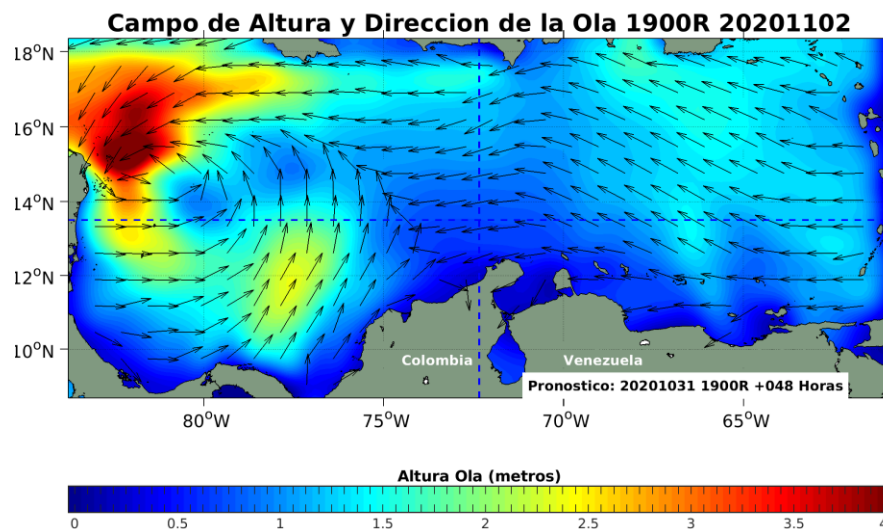 Campo de Altura y Direccion de la Ola 1900R 20201102
18°N
16°N
14°N
12°N
10°N
Colombia
Venezuela
Pronostico: 20201031 1900R +048 Horas
80°W
75°W
70°W
65°W
Altura Ola (metros)
0 0.5 1 1.5 2 2.5 3 3.5 4